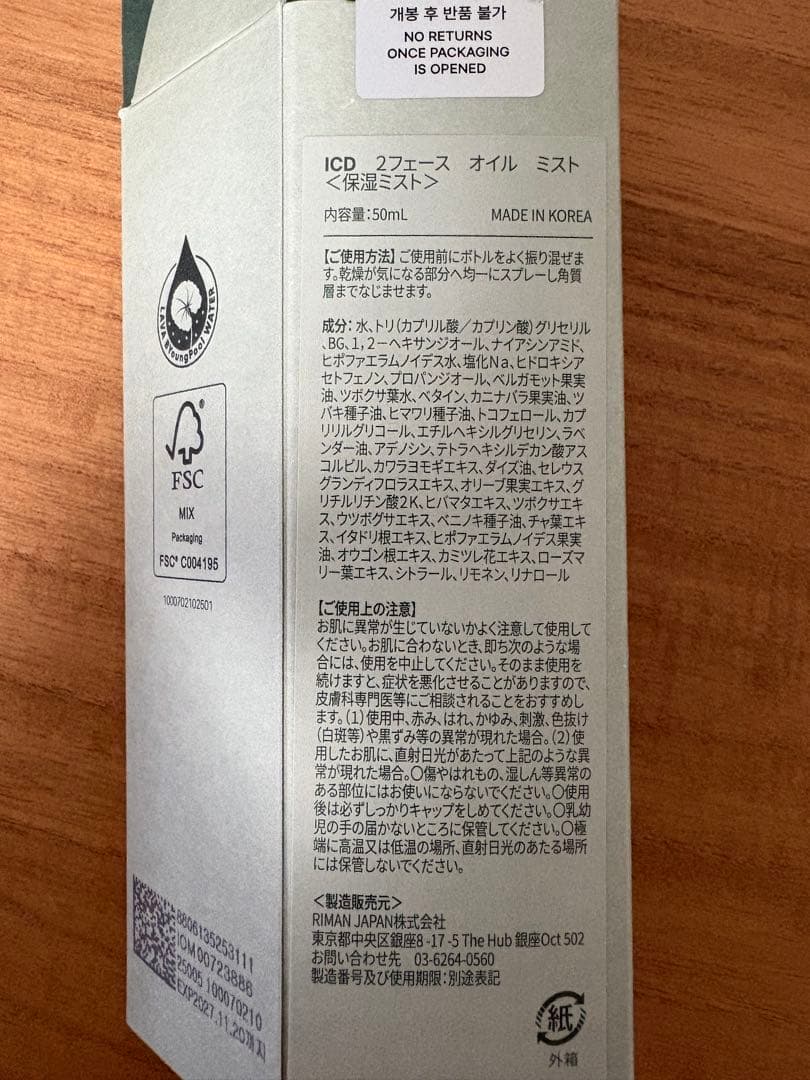 개봉 후 반품 불가
NO RETURNS
ONCE PACKAGING
IS OPENED
ICD 2フェース オイル ミスト
＜保湿ミスト＞
内容量：50mL MADE IN KOREA
【ご使用方法】ご使用前にボトルをよく振り混ぜま
す。乾燥が気になる部分へ均一にスプレーし角質
層までなじませます。
成分：水、トリ（カプリル酸／カプリン酸）グリセリル
、BG、1，2－ヘキサンジオール、ナイアシンアミド、
ヒポファエラムノイデス水、塩化Na、ヒドロキシア
セトフェノン、プロパンジオール、ベルガモット果実
油、ツボクサ葉水、ベタイン、カニナバラ果実油、ツ
バキ種子油、ヒマワリ種子油、トコフェロール、カプ
リリルグリコール、エチルヘキシルグリセリン、ラベ
ンダー油、アデノシン、テトラヘキシルデカン酸アス
コルビル、カワラヨモギエキス、ダイズ油、セレウス
グランディフロラスエキス、オリーブ果実エキス、グ
リチルリチン酸2K、ヒバマタエキス、ツボクサエキ
ス、ウツボグサエキス、ベニノキ種子油、チャ葉エキ
ス、イタドリ根エキス、ヒポファエラムノイデス果実
油、オウゴン根エキス、カミツレ花エキス、ローズマ
リー葉エキス、シトラール、リモネン、リナロール
【ご使用上の注意】
お肌に異常が生じていないかよく注意して使用して
ください。お肌に合わないとき、即ち次のような場
合には、使用を中止してください。そのまま使用を
続けますと、症状を悪化させることがありますので、
皮膚科専門医等にご相談されることをおすすめし
ます。（1）使用中、赤み、はれ、かゆみ、刺激、色抜け
（白斑等）や黒ずみ等の異常が現れた場合。（2）使
用したお肌に、直射日光があたって上記のような異
常が現れた場合。〇傷やはれもの、湿しん等異常の
ある部位にはお使いにならないでください。〇使用
後は必ずしっかりキャップをしめてください。〇乳幼
児の手の届かないところに保管してください。〇極
端に高温又は低温の場所、直射日光のあたる場所
には保管しないでください。
＜製造販売元＞
RIMAN JAPAN株式会社
東京都中央区銀座8-17-5 The Hub 銀座Oct 502
お問い合わせ先 03-6264-0560
製造番号及び使用期限：別途表記
紙
外箱
LAVA BYoungPool WATER
FSC®
MIX
Packaging
FSC® C004195
1000702102501
8806135253111
IOM00723886
25005 100070210
EXP2027.11.20까지